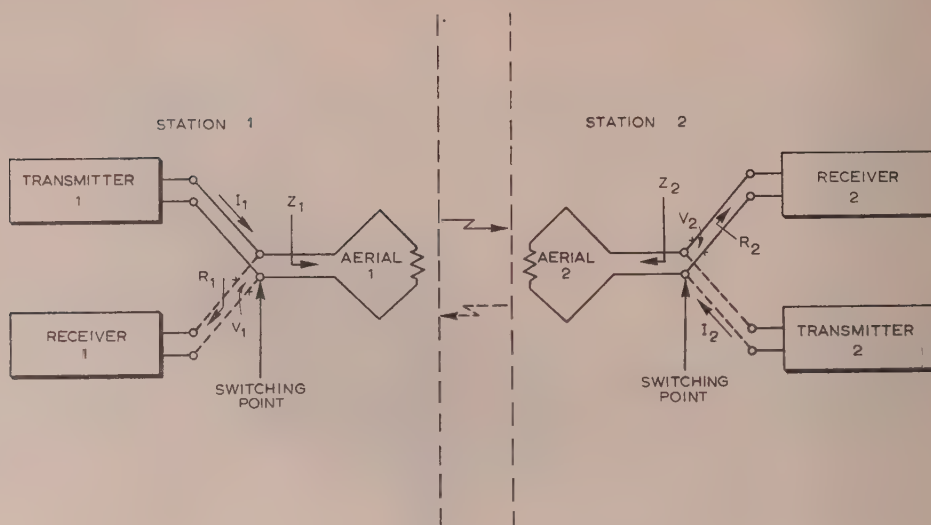 STATION 1
TRANSMITTER
1
I₁
Z₁
AERIAL
1
R₁
V₁
RECEIVER
1
SWITCHING
POINT
STATION 2
RECEIVER
2
Z₂
V₂
R₂
AERIAL
2
I₂
TRANSMITTER
2
SWITCHING
POINT